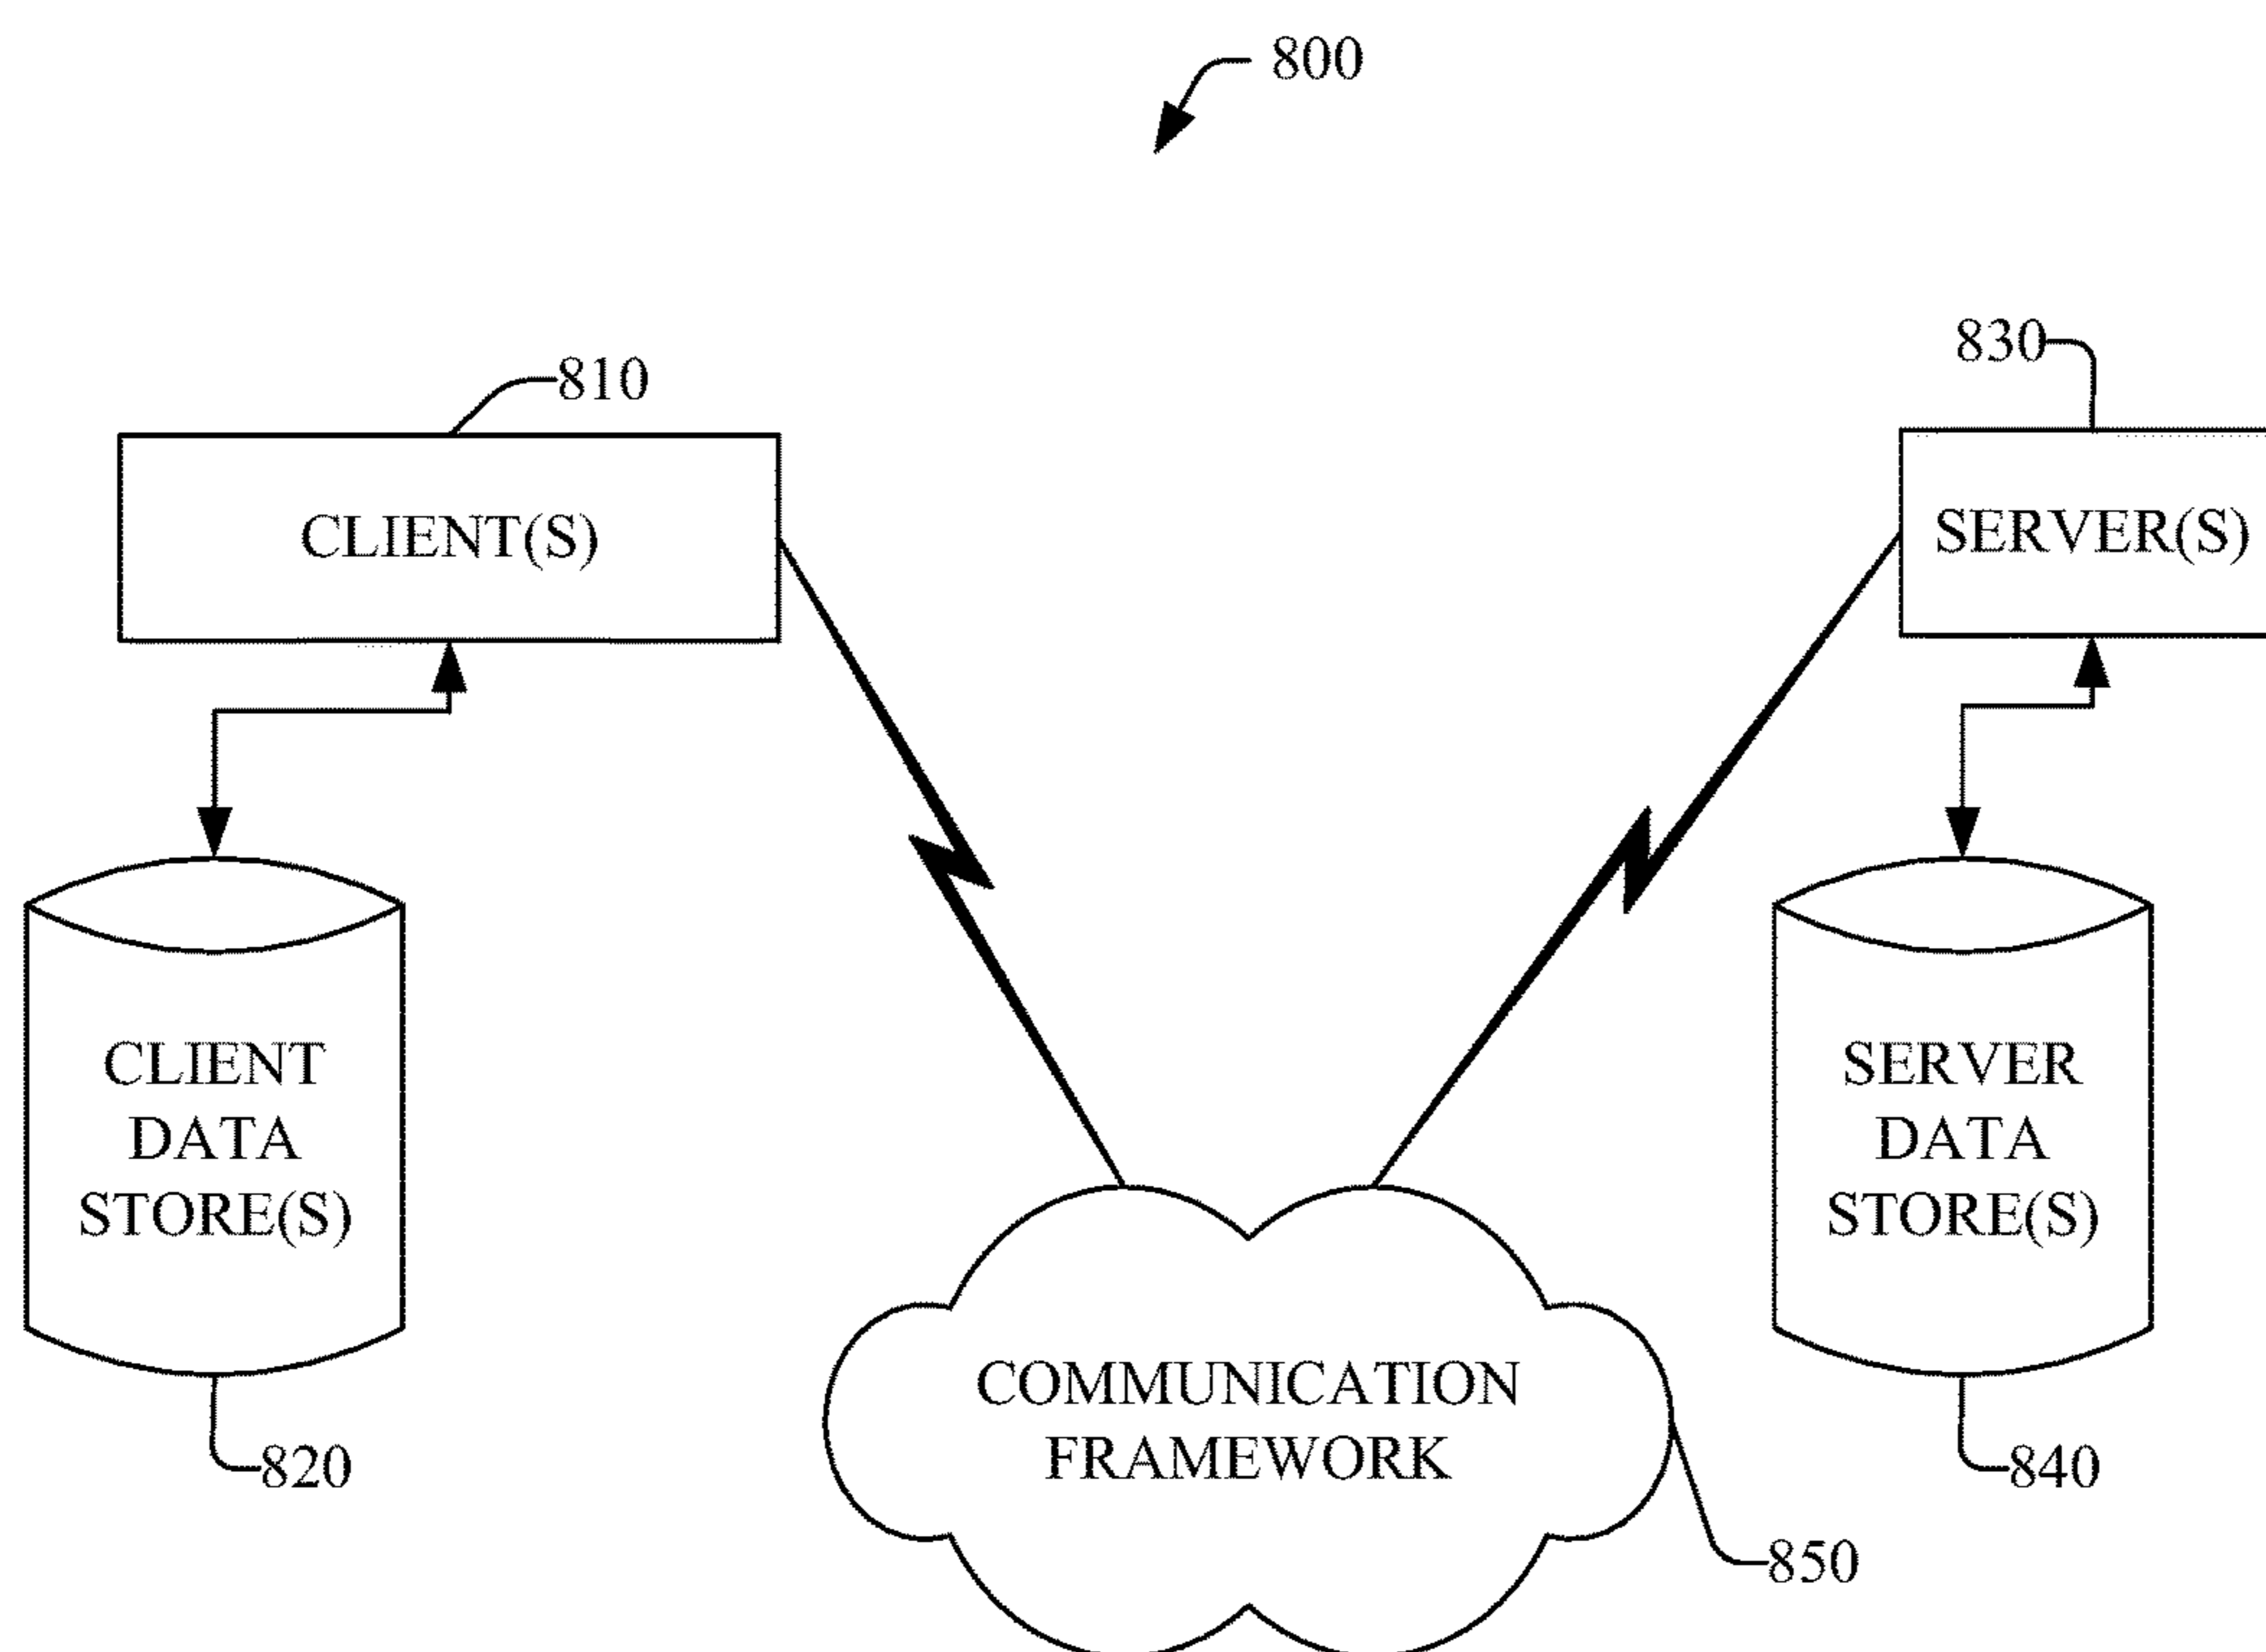 800
810
830
CLIENT(S)
SERVER(S)
CLIENT
DATA
STORE(S)
SERVER
DATA
STORE(S)
COMMUNICATION
FRAMEWORK
820
840
850